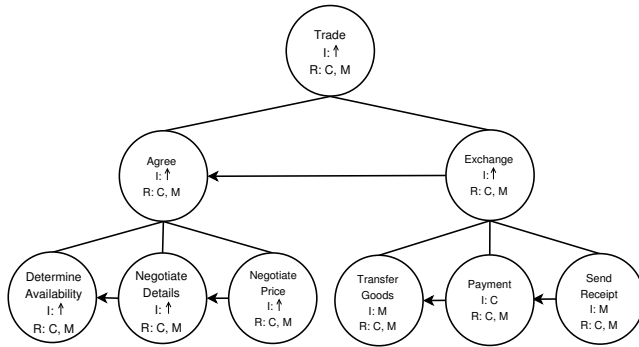 Trade
I: ↑
R: C, M
Agree
I: ↑
R: C, M
Exchange
I: ↑
R: C, M
Determine
Availability
I: ↑
R: C, M
Negotiate
Details
I: ↑
R: C, M
Negotiate
Price
I: ↑
R: C, M
Transfer
Goods
I: M
R: C, M
Payment
I: C
R: C, M
Send
Receipt
I: M
R: C, M